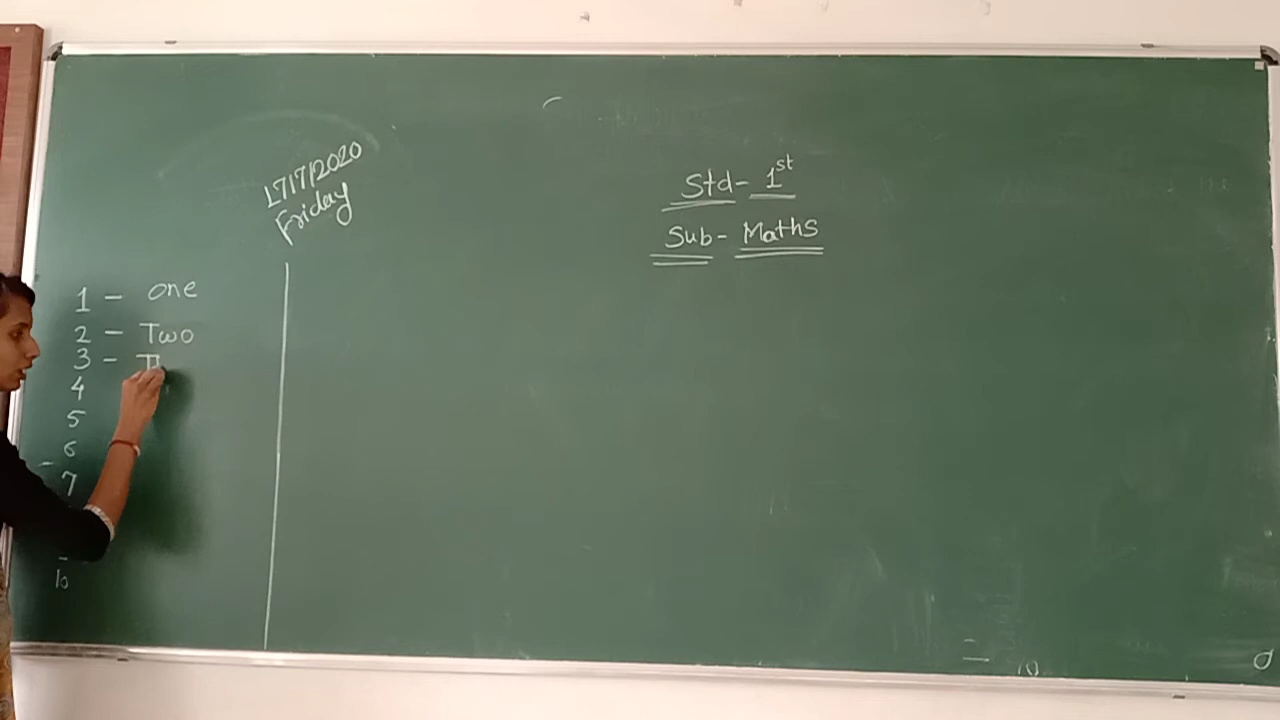 17/7/2020
Friday
Std - 1st
Sub - Maths
1 - one
2 - Two
3 - T
4
5
6
7
10